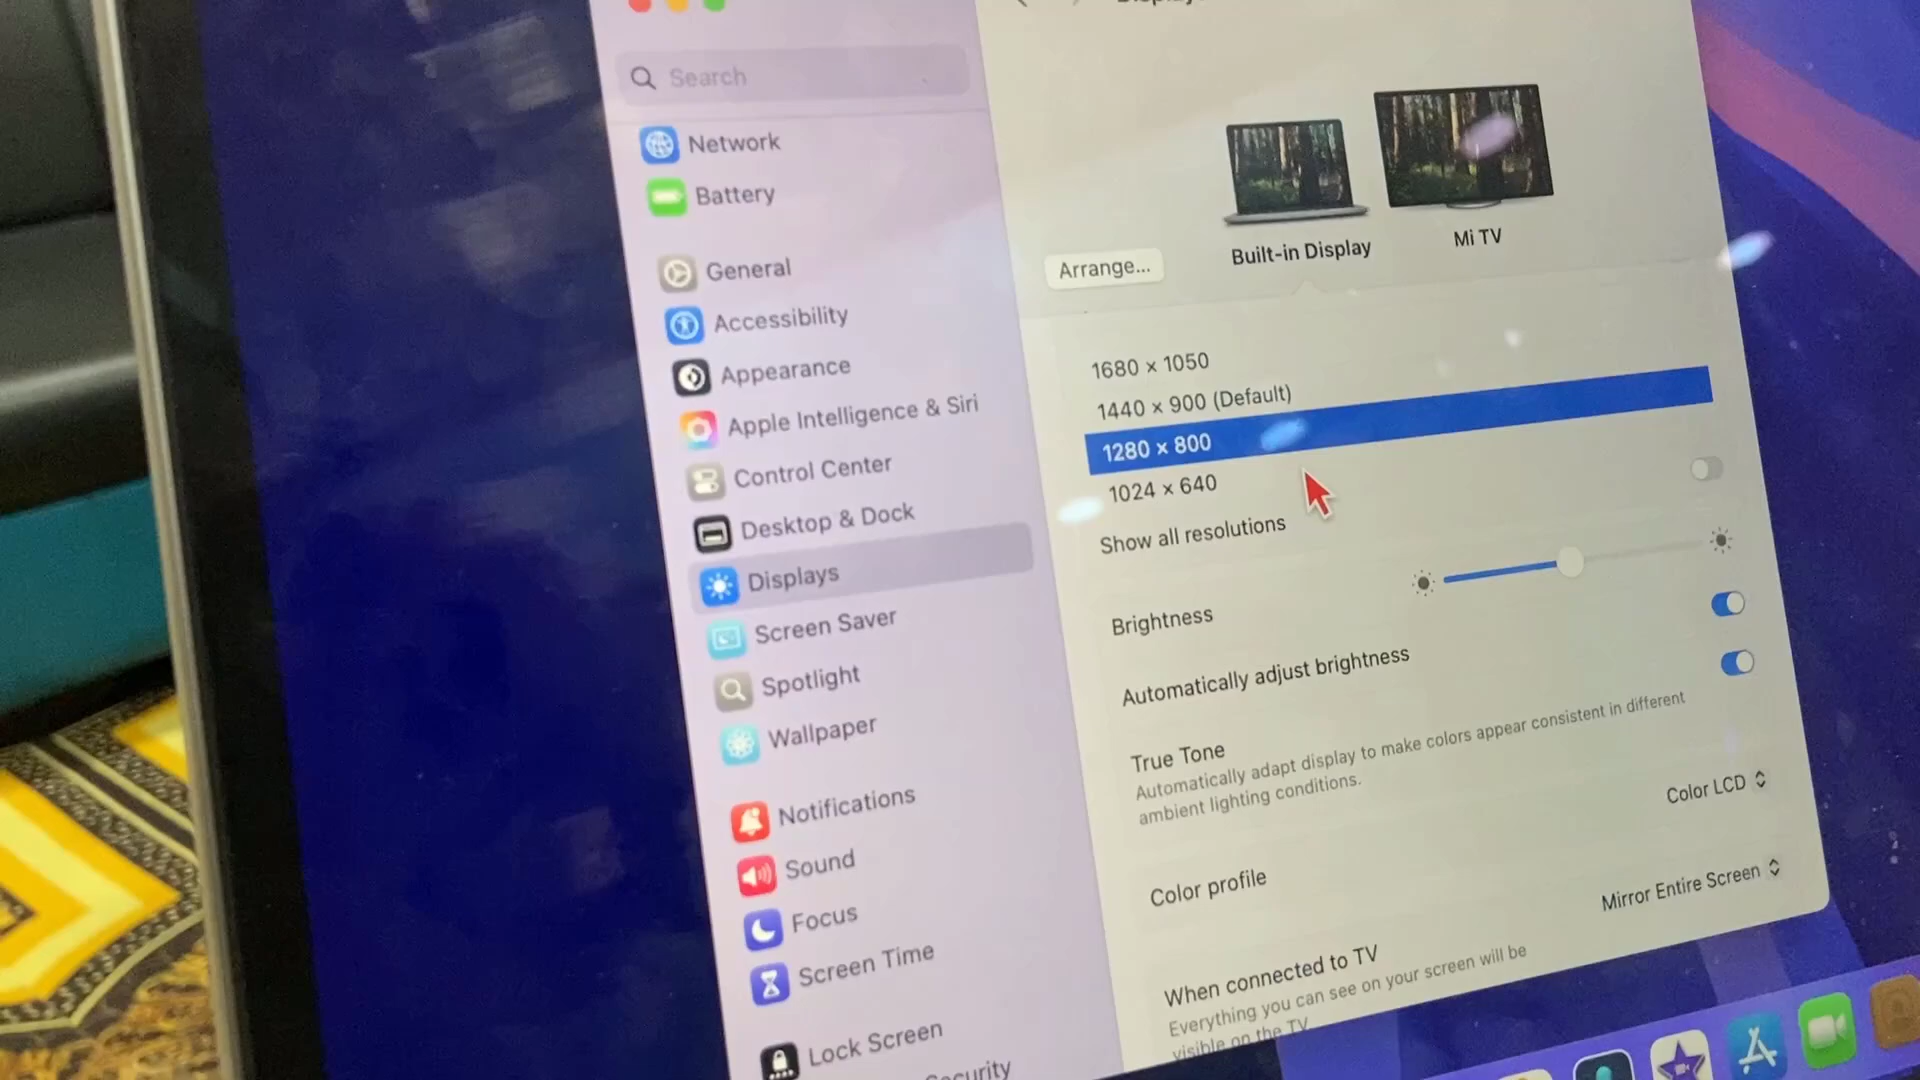 Search
Network
Battery
General
Accessibility
Appearance
Apple Intelligence & Siri
Control Center
Desktop & Dock
Displays
Screen Saver
Spotlight
Wallpaper
Notifications
Sound
Focus
Screen Time
Lock Screen
Arrange...
Built-in Display
Mi TV
1680 × 1050
1440 × 900 (Default)
1280 × 800
1024 × 640
Show all resolutions
Brightness
Automatically adjust brightness
True Tone
Automatically adapt display to make colors appear consistent in different
ambient lighting conditions.
Color LCD
Color profile
Mirror Entire Screen
When connected to TV
Everything you can see on your screen will be
visible on the TV